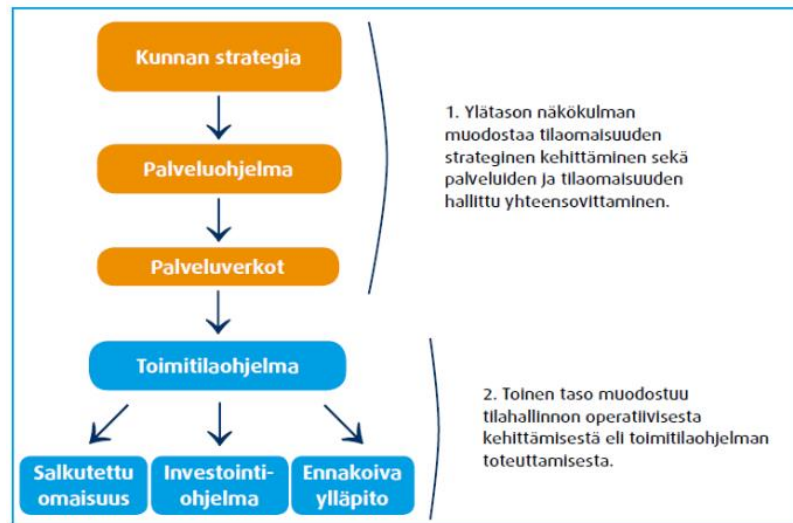 Kunnan strategia
Palveluohjelma
Palveluverkot
1. Ylätason näkökulman
muodostaa tilaomaisuuden
strateginen kehittäminen sekä
palveluiden ja tilaomaisuuden
hallittu yhteensovittaminen.
Toimitilaohjelma
Salkutettu
omaisuus
Investointi-
ohjelma
Ennakoiva
ylläpito
2. Toinen taso muodostuu
tilahallinnon operatiivisesta
kehittämisestä eli toimitilaohjelman
toteuttamisesta.